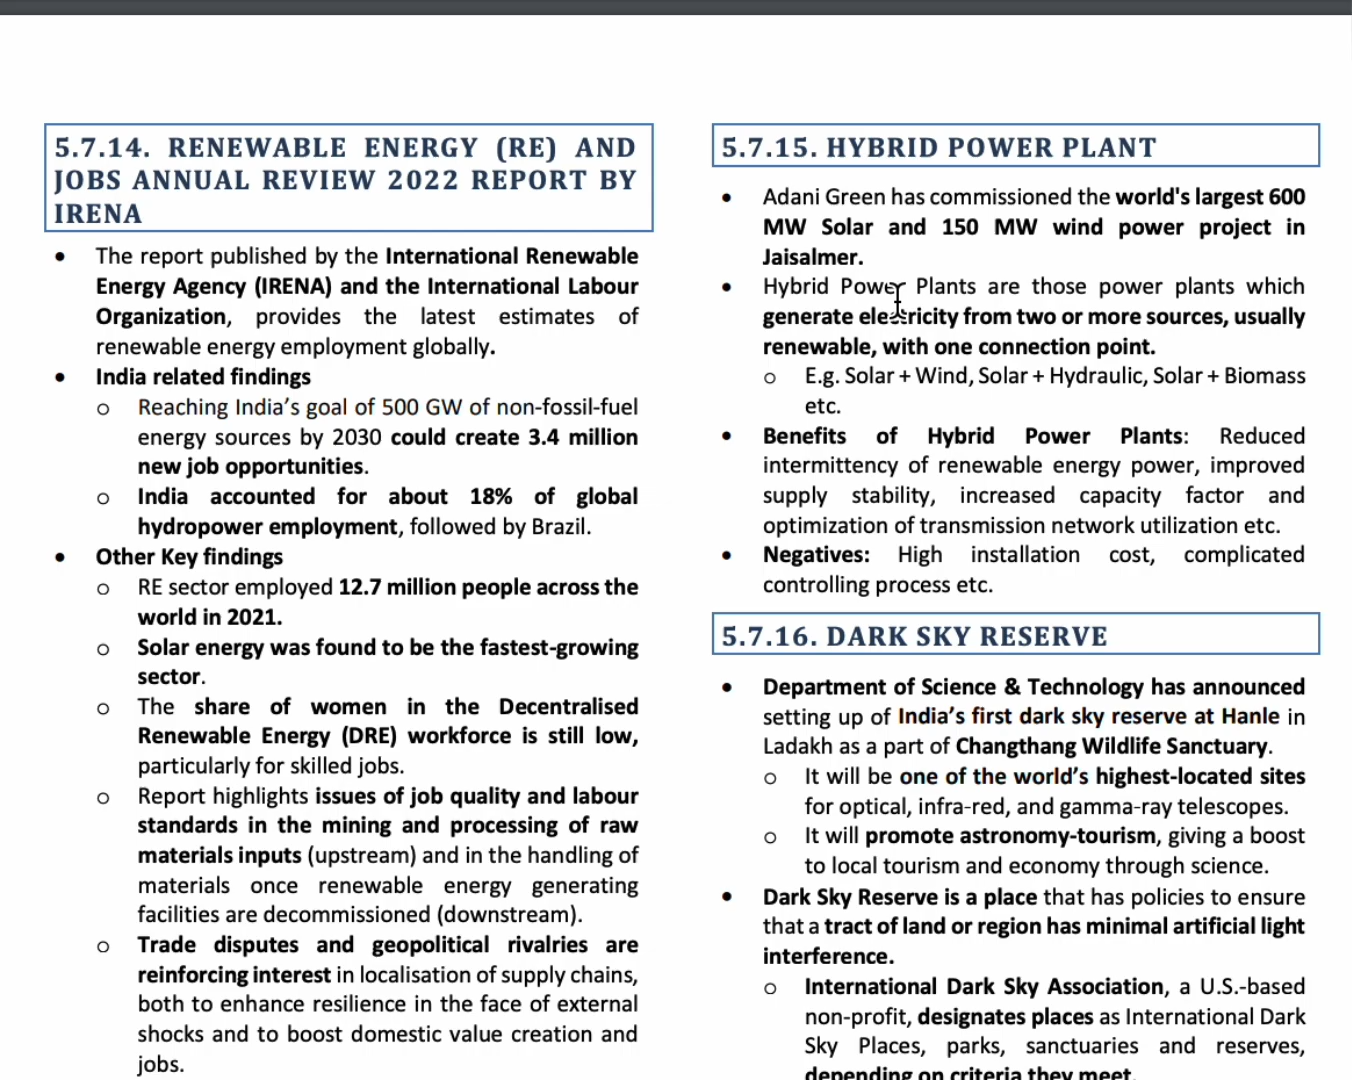 5.7.14. RENEWABLE ENERGY (RE) AND
JOBS ANNUAL REVIEW 2022 REPORT BY
IRENA
• The report published by the International Renewable
Energy Agency (IRENA) and the International Labour
Organization, provides the latest estimates of
renewable energy employment globally.
• India related findings
o Reaching India’s goal of 500 GW of non-fossil-fuel
energy sources by 2030 could create 3.4 million
new job opportunities.
o India accounted for about 18% of global
hydropower employment, followed by Brazil.
• Other Key findings
o RE sector employed 12.7 million people across the
world in 2021.
o Solar energy was found to be the fastest-growing
sector.
o The share of women in the Decentralised
Renewable Energy (DRE) workforce is still low,
particularly for skilled jobs.
o Report highlights issues of job quality and labour
standards in the mining and processing of raw
materials inputs (upstream) and in the handling of
materials once renewable energy generating
facilities are decommissioned (downstream).
o Trade disputes and geopolitical rivalries are
reinforcing interest in localisation of supply chains,
both to enhance resilience in the face of external
shocks and to boost domestic value creation and
jobs.
5.7.15. HYBRID POWER PLANT
• Adani Green has commissioned the world's largest 600
MW Solar and 150 MW wind power project in
Jaisalmer.
• Hybrid Power Plants are those power plants which
generate electricity from two or more sources, usually
renewable, with one connection point.
o E.g. Solar + Wind, Solar + Hydraulic, Solar + Biomass
etc.
• Benefits of Hybrid Power Plants: Reduced
intermittency of renewable energy power, improved
supply stability, increased capacity factor and
optimization of transmission network utilization etc.
• Negatives: High installation cost, complicated
controlling process etc.
5.7.16. DARK SKY RESERVE
• Department of Science & Technology has announced
setting up of India’s first dark sky reserve at Hanle in
Ladakh as a part of Changthang Wildlife Sanctuary.
o It will be one of the world’s highest-located sites
for optical, infra-red, and gamma-ray telescopes.
o It will promote astronomy-tourism, giving a boost
to local tourism and economy through science.
• Dark Sky Reserve is a place that has policies to ensure
that a tract of land or region has minimal artificial light
interference.
o International Dark Sky Association, a U.S.-based
non-profit, designates places as International Dark
Sky Places, parks, sanctuaries and reserves,
depending on criteria they meet.